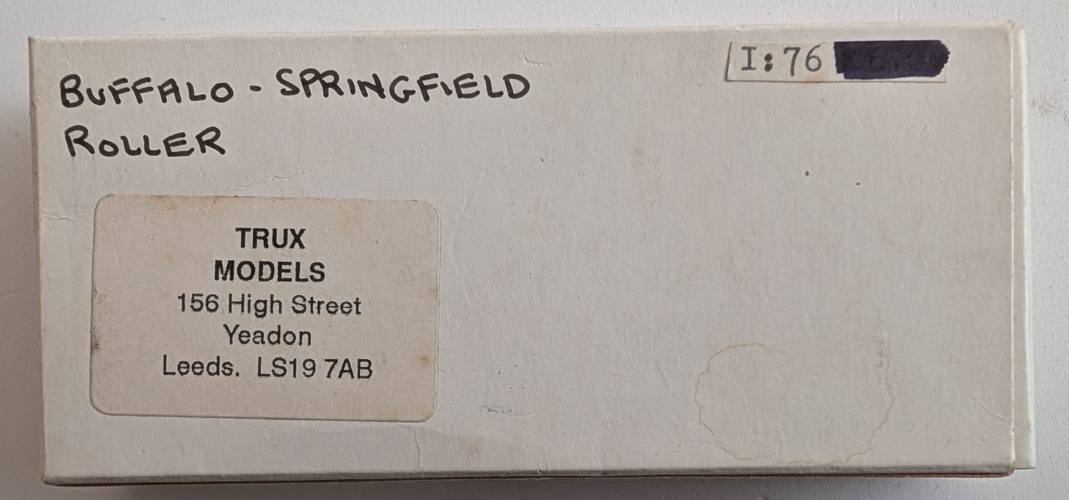 BUFFALO - SPRINGFIELD
ROLLER
I:76
TRUX
MODELS
156 High Street
Yeadon
Leeds. LS19 7AB